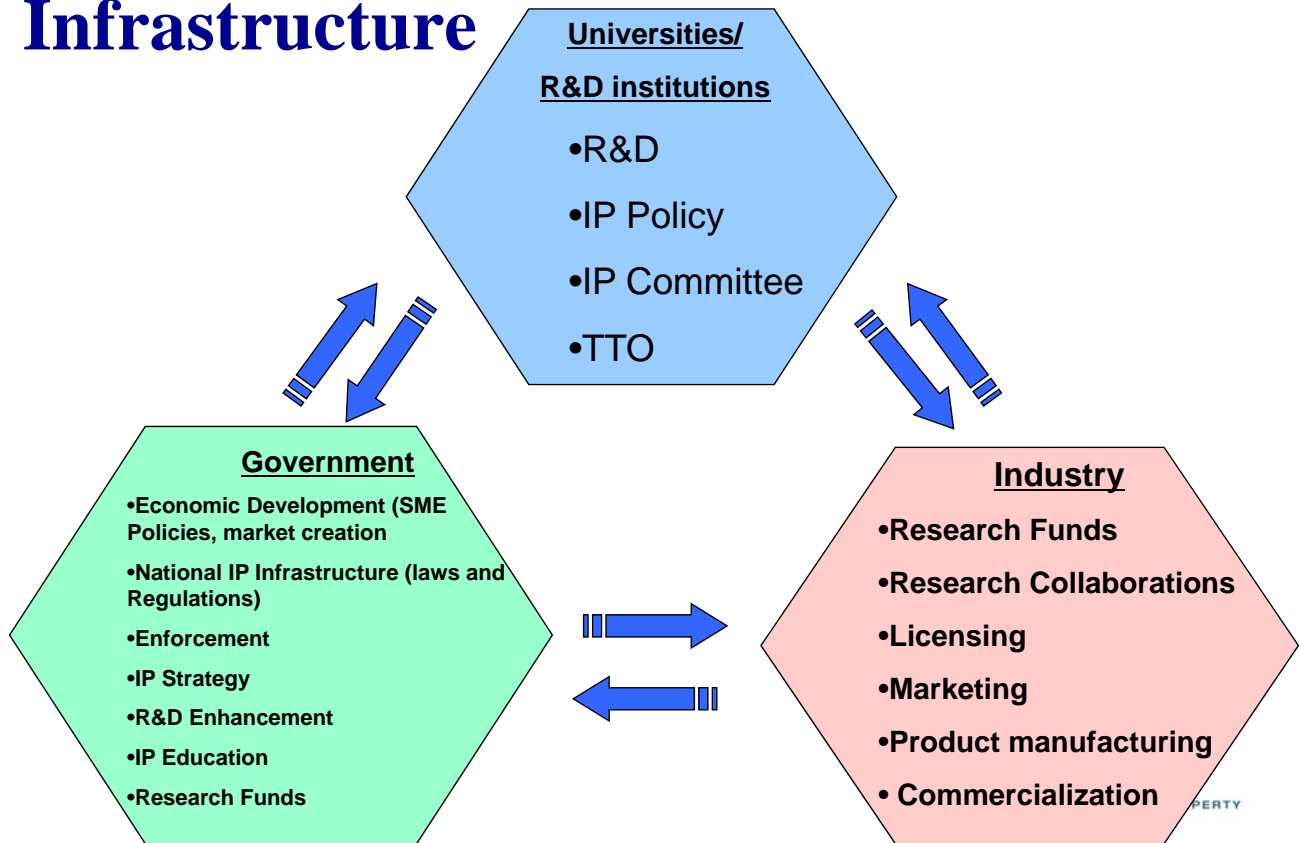 Infrastructure
Universities/
R&D institutions
•R&D
•IP Policy
•IP Committee
•TTO
Government
•Economic Development (SME
Policies, market creation
•National IP Infrastructure (laws and
Regulations)
•Enforcement
•IP Strategy
•R&D Enhancement
•IP Education
•Research Funds
Industry
•Research Funds
•Research Collaborations
•Licensing
•Marketing
•Product manufacturing
• Commercialization
PERTY